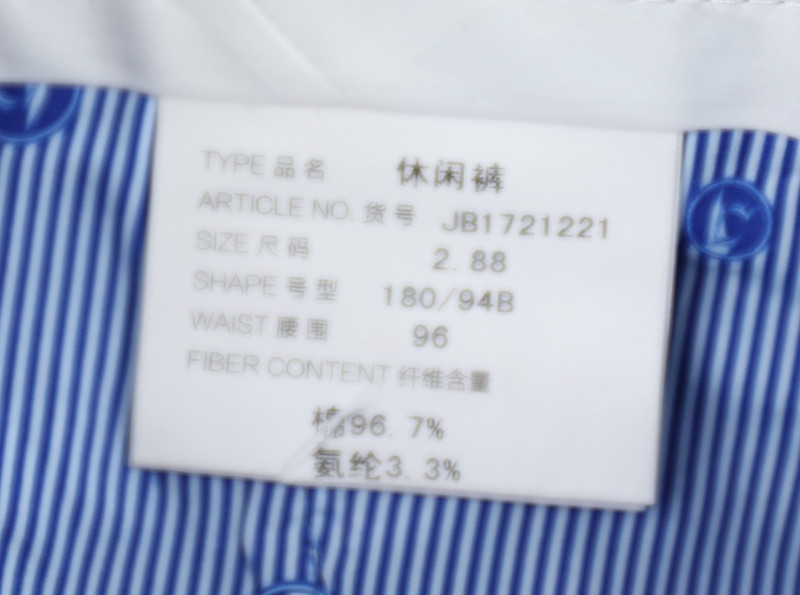 TYPE 品名 休闲裤
ARTICLE NO. 货号 JB1721221
SIZE 尺码 2.88
SHAPE 号型 180/94B
WAIST 腰围 96
FIBER CONTENT 纤维含量
棉96.7%
氨纶3.3%